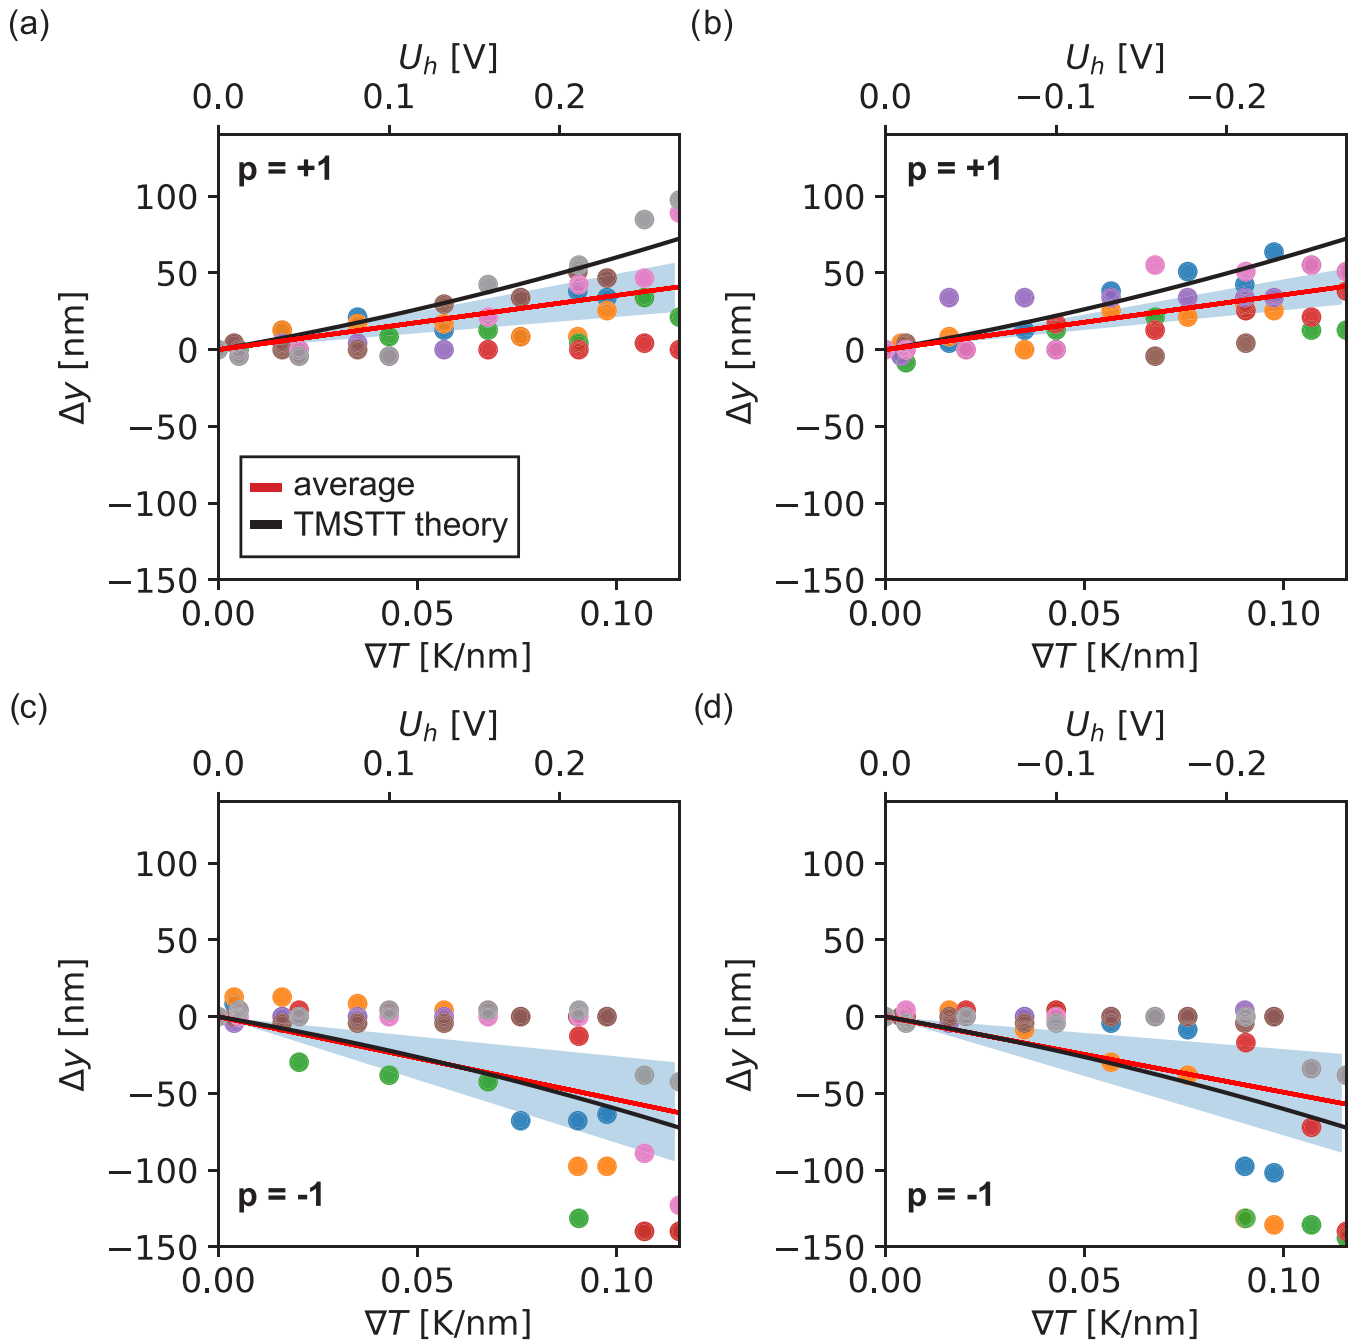 (a)
U_h [V]
0.0 0.1 0.2
p = +1
100
50
0
−50
−100
−150
Δy [nm]
average
TMSTT theory
0.00 0.05 0.10
∇T [K/nm]
(b)
U_h [V]
0.0 −0.1 −0.2
p = +1
100
50
0
−50
−100
−150
Δy [nm]
0.00 0.05 0.10
∇T [K/nm]
(c)
U_h [V]
0.0 0.1 0.2
100
50
0
−50
−100
−150
Δy [nm]
p = -1
0.00 0.05 0.10
∇T [K/nm]
(d)
U_h [V]
0.0 −0.1 −0.2
100
50
0
−50
−100
−150
Δy [nm]
p = -1
0.00 0.05 0.10
∇T [K/nm]